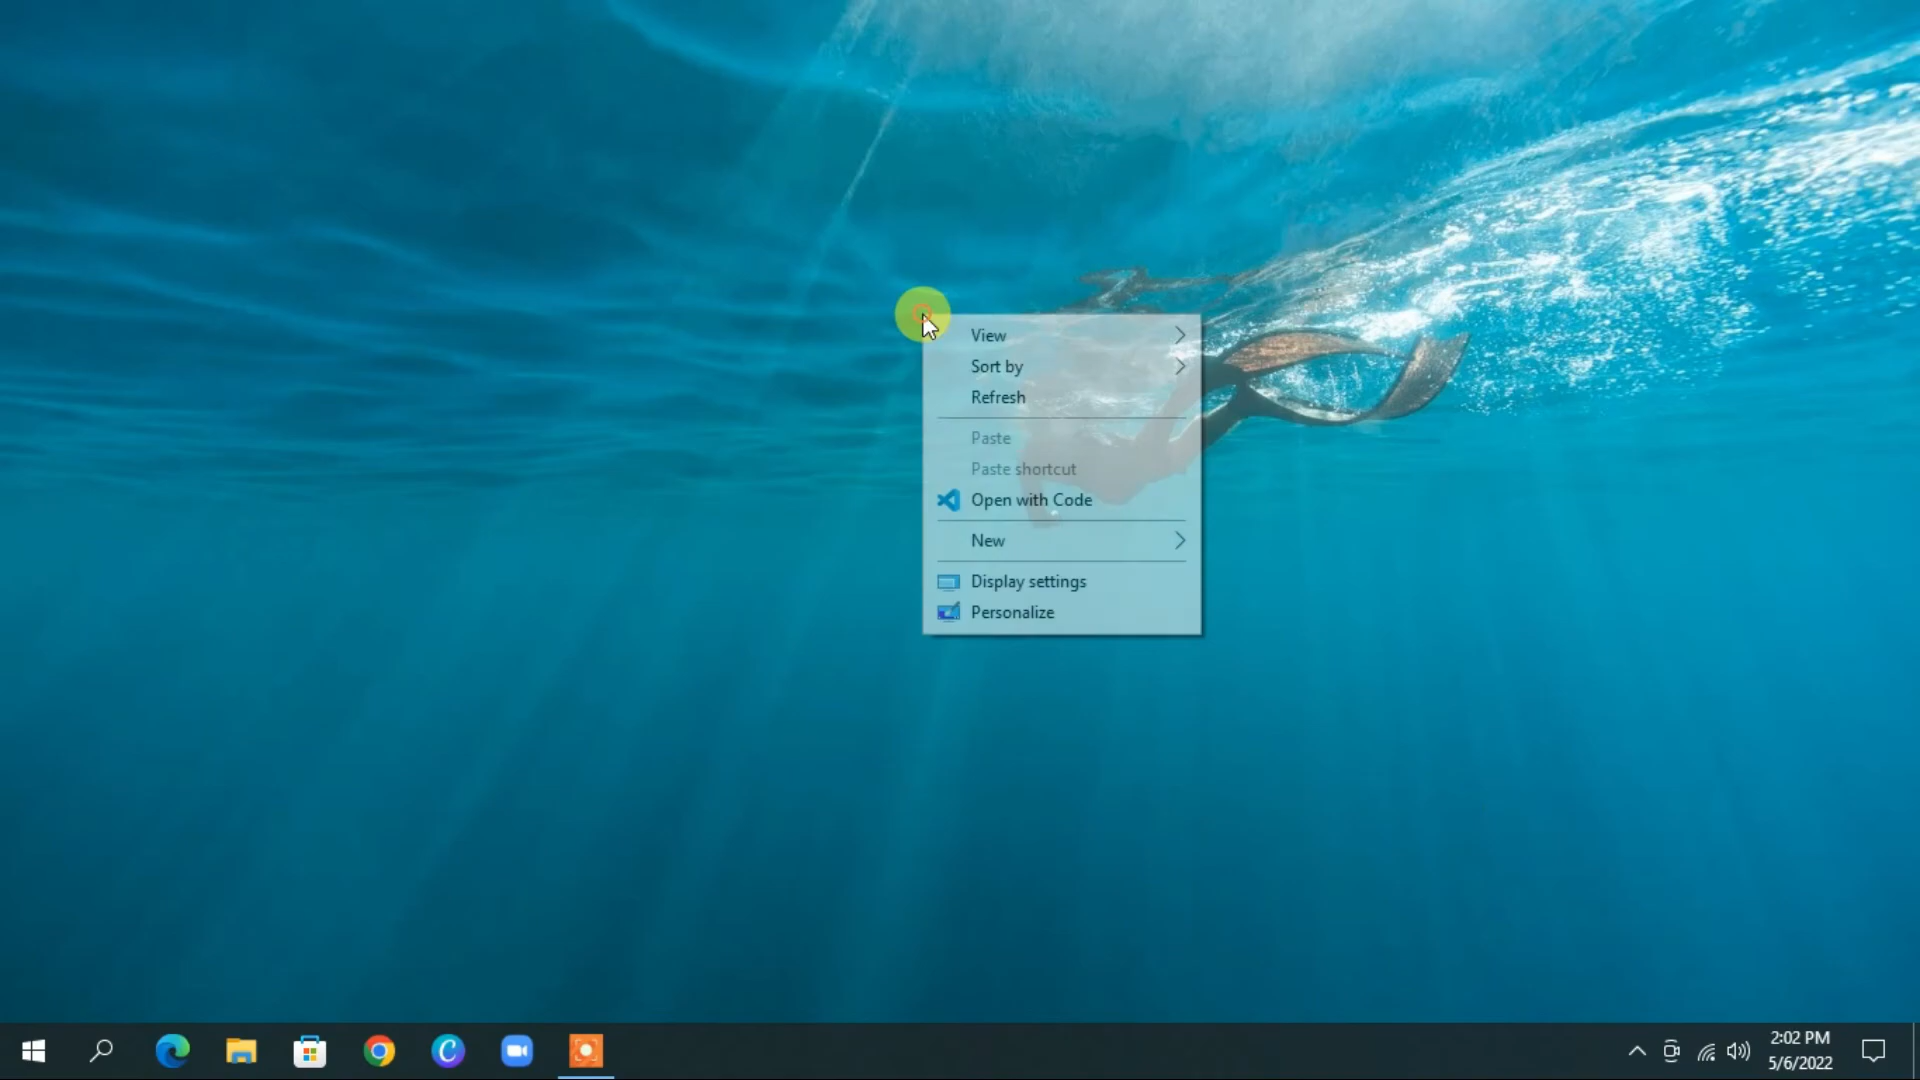 View
Sort by
Refresh
Paste
Paste shortcut
Open with Code
New
Display settings
Personalize
2:02 PM
5/6/2022